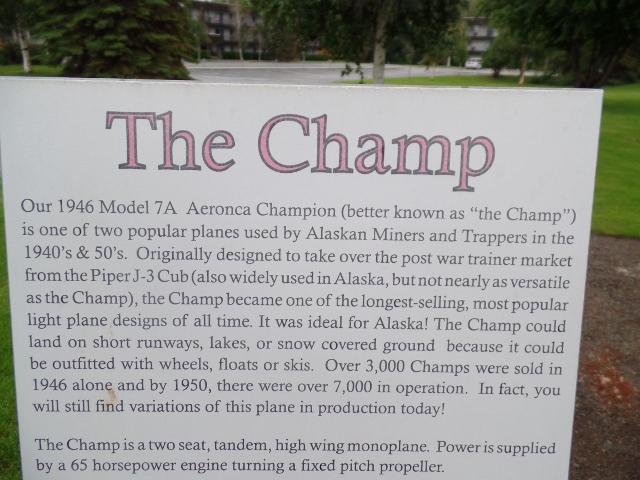 The Champ
Our 1946 Model 7A Aeronca Champion (better known as "the Champ")
is one of two popular planes used by Alaskan Miners and Trappers in the
1940's & 50's. Originally designed to take over the post war trainer market
from the Piper J-3 Cub (also widely used in Alaska, but not nearly as versatile
as the Champ), the Champ became one of the longest-selling, most popular
light plane designs of all time. It was ideal for Alaska! The Champ could
land on short runways, lakes, or snow covered ground because it could
be outfitted with wheels, floats or skis. Over 3,000 Champs were sold in
1946 alone and by 1950, there were over 7,000 in operation. In fact, you
will still find variations of this plane in production today!
The Champ is a two seat, tandem, high wing monoplane. Power is supplied
by a 65 horsepower engine turning a fixed pitch propeller.